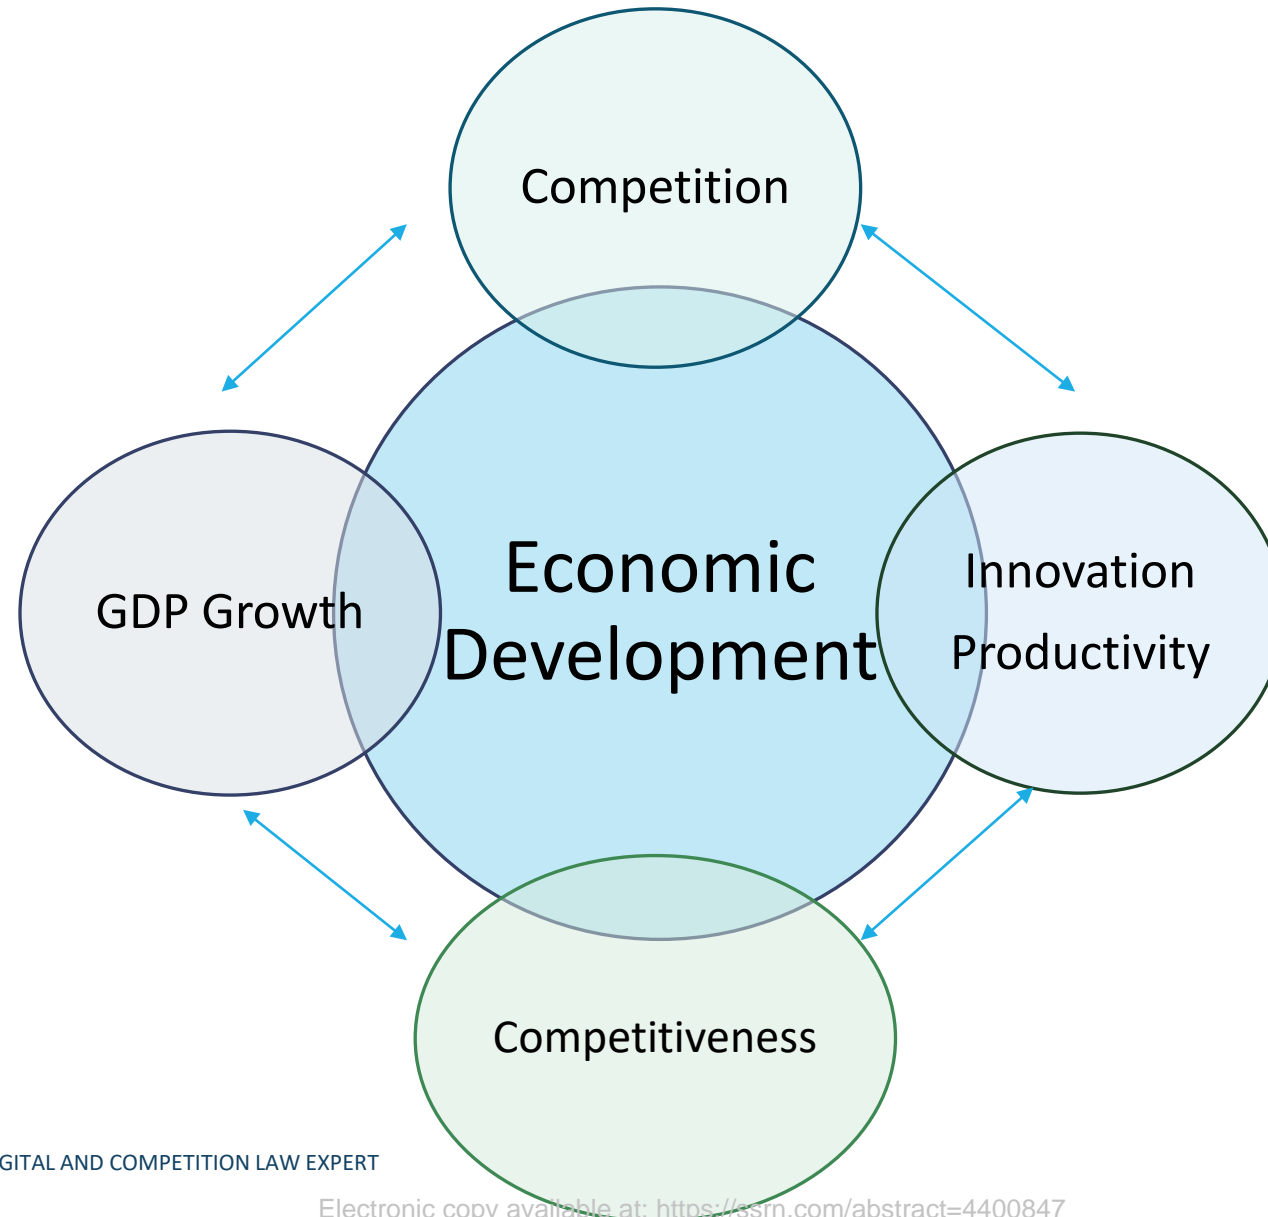 Competition
Economic
Development
GDP Growth
Innovation
Productivity
Competitiveness
GITAL AND COMPETITION LAW EXPERT
Electronic copy available at: https://ssrn.com/abstract=4400847